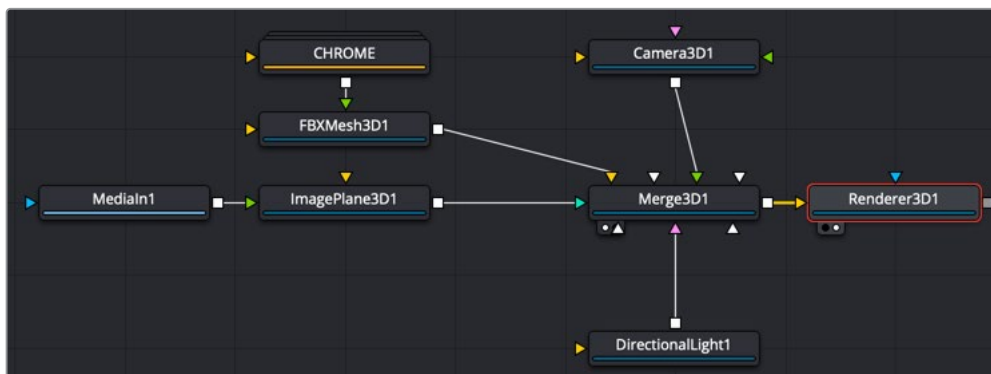 CHROME
Camera3D1
FBXMesh3D1
MediaIn1
ImagePlane3D1
Merge3D1
Renderer3D1
DirectionalLight1